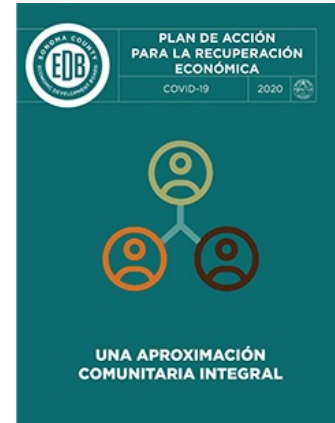 SONOMA COUNTY
EDB
ECONOMIC DEVELOPMENT BOARD
PLAN DE ACCIÓN
PARA LA RECUPERACIÓN
ECONÓMICA
COVID-19
2020
UNA APROXIMACIÓN
COMUNITARIA INTEGRAL